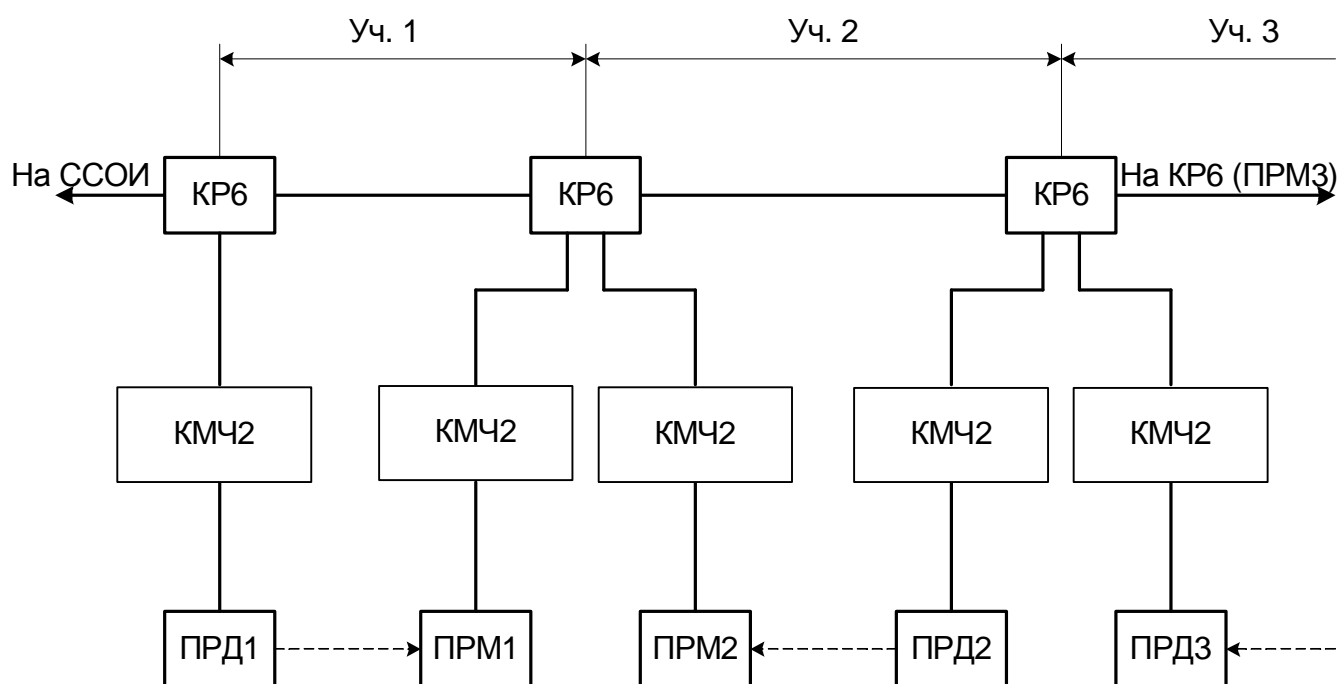 Уч. 1
Уч. 2
Уч. 3
На ССОИ
КР6
КР6
КР6
На КР6 (ПРМ3)
КМЧ2
КМЧ2
КМЧ2
КМЧ2
КМЧ2
ПРД1
ПРМ1
ПРМ2
ПРД2
ПРД3